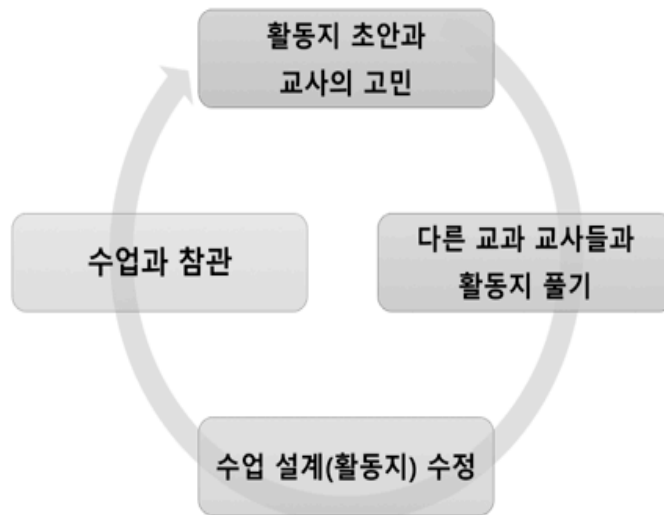 활동지 초안과
교사의 고민
다른 교과 교사들과
활동지 풀기
수업 설계(활동지) 수정
수업과 참관